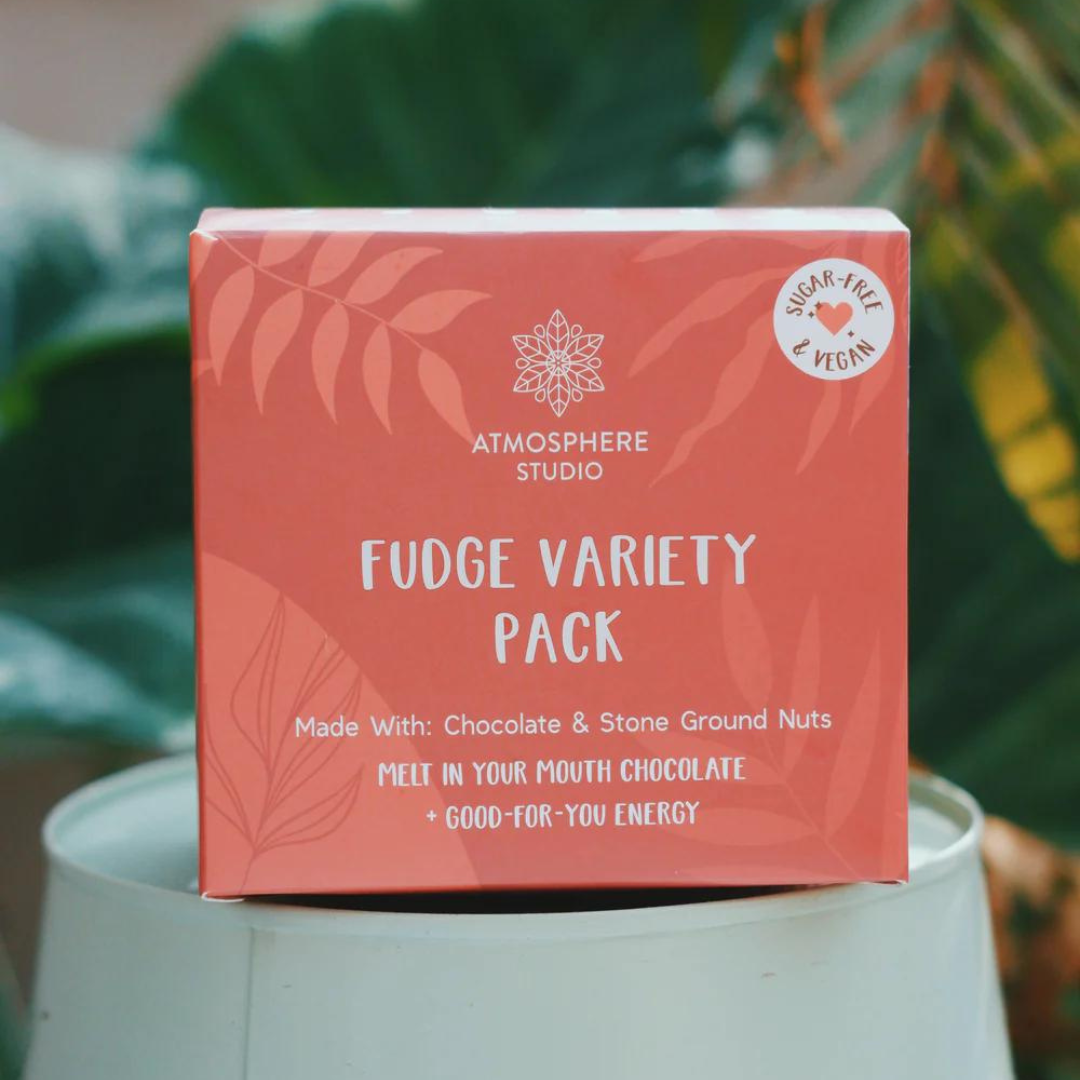 SUGAR-FREE
& VEGAN
ATMOSPHERE
STUDIO
FUDGE VARIETY
PACK
Made With: Chocolate & Stone Ground Nuts
MELT IN YOUR MOUTH CHOCOLATE
+ GOOD-FOR-YOU ENERGY